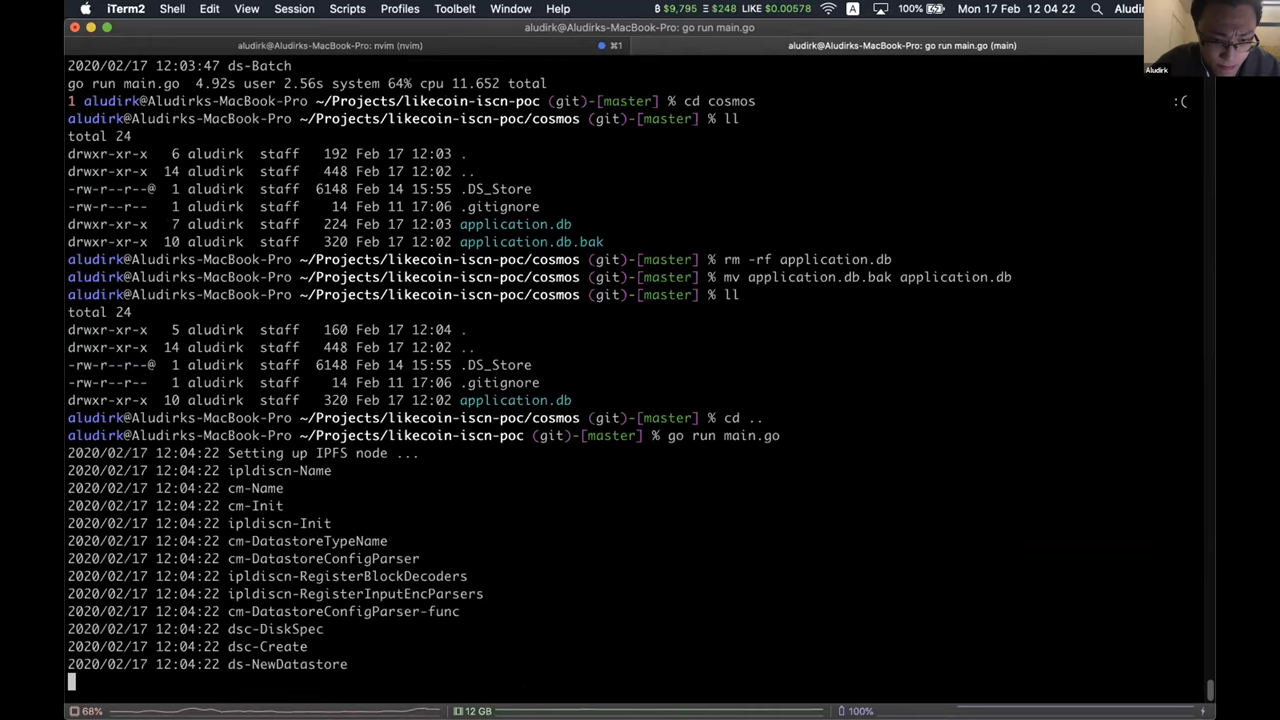 iTerm2 Shell Edit View Session Scripts Profiles Toolbelt Window Help ₿ $9,795 $248 LIKE $0.00578 A 100% Mon 17 Feb 12 04 22
aludirk@Aludirks-MacBook-Pro: go run main.go
aludirk@Aludirks-MacBook-Pro: nvim (nvim) ⌘1 aludirk@Aludirks-MacBook-Pro: go run main.go (main)
Aludirk
2020/02/17 12:03:47 ds-Batch
go run main.go 4.92s user 2.56s system 64% cpu 11.652 total
1 aludirk@Aludirks-MacBook-Pro ~/Projects/likecoin-iscn-poc (git)-[master] % cd cosmos :(
aludirk@Aludirks-MacBook-Pro ~/Projects/likecoin-iscn-poc/cosmos (git)-[master] % ll
total 24
drwxr-xr-x 6 aludirk staff 192 Feb 17 12:03 .
drwxr-xr-x 14 aludirk staff 448 Feb 17 12:02 ..
-rw-r--r--@ 1 aludirk staff 6148 Feb 14 15:55 .DS_Store
-rw-r--r-- 1 aludirk staff 14 Feb 11 17:06 .gitignore
drwxr-xr-x 7 aludirk staff 224 Feb 17 12:03 application.db
drwxr-xr-x 10 aludirk staff 320 Feb 17 12:02 application.db.bak
aludirk@Aludirks-MacBook-Pro ~/Projects/likecoin-iscn-poc/cosmos (git)-[master] % rm -rf application.db
aludirk@Aludirks-MacBook-Pro ~/Projects/likecoin-iscn-poc/cosmos (git)-[master] % mv application.db.bak application.db
aludirk@Aludirks-MacBook-Pro ~/Projects/likecoin-iscn-poc/cosmos (git)-[master] % ll
total 24
drwxr-xr-x 5 aludirk staff 160 Feb 17 12:04 .
drwxr-xr-x 14 aludirk staff 448 Feb 17 12:02 ..
-rw-r--r--@ 1 aludirk staff 6148 Feb 14 15:55 .DS_Store
-rw-r--r-- 1 aludirk staff 14 Feb 11 17:06 .gitignore
drwxr-xr-x 10 aludirk staff 320 Feb 17 12:02 application.db
aludirk@Aludirks-MacBook-Pro ~/Projects/likecoin-iscn-poc/cosmos (git)-[master] % cd ..
aludirk@Aludirks-MacBook-Pro ~/Projects/likecoin-iscn-poc (git)-[master] % go run main.go
2020/02/17 12:04:22 Setting up IPFS node ...
2020/02/17 12:04:22 ipldiscn-Name
2020/02/17 12:04:22 cm-Name
2020/02/17 12:04:22 cm-Init
2020/02/17 12:04:22 ipldiscn-Init
2020/02/17 12:04:22 cm-DatastoreTypeName
2020/02/17 12:04:22 cm-DatastoreConfigParser
2020/02/17 12:04:22 ipldiscn-RegisterBlockDecoders
2020/02/17 12:04:22 ipldiscn-RegisterInputEncParsers
2020/02/17 12:04:22 cm-DatastoreConfigParser-func
2020/02/17 12:04:22 dsc-DiskSpec
2020/02/17 12:04:22 dsc-Create
2020/02/17 12:04:22 ds-NewDatastore
68% 12 GB 100%